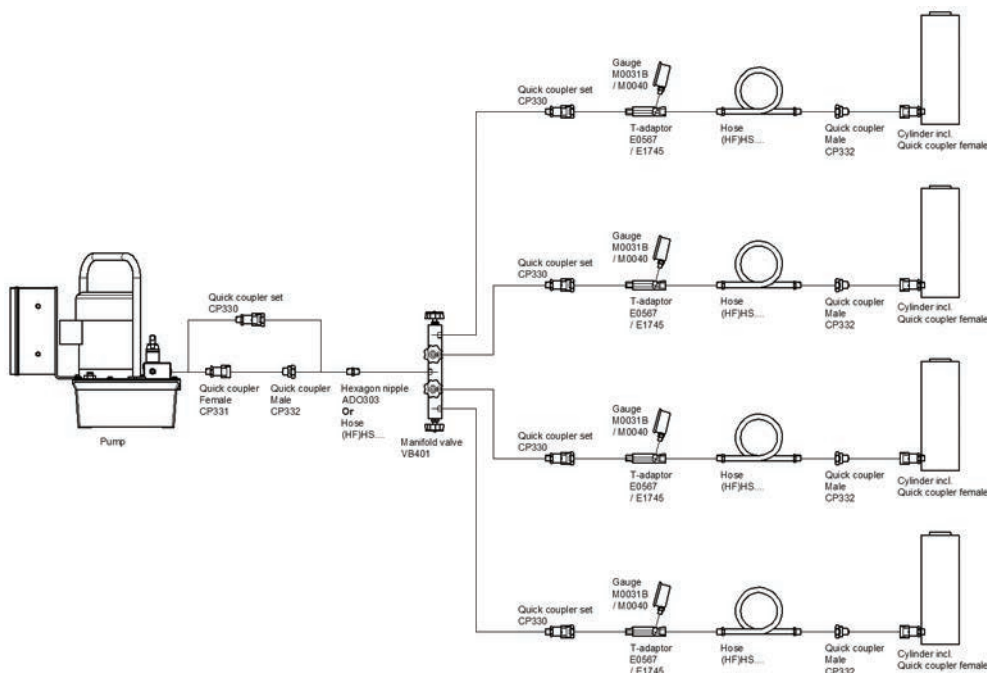 Gauge
M0031B
/ M0040
Quick coupler set
CP330
T-adaptor
E0567
/ E1745
Hose
(HF)HS....
Quick coupler
Male
CP332
Cylinder incl.
Quick coupler female
Gauge
M0031B
/ M0040
Quick coupler set
CP330
T-adaptor
E0567
/ E1745
Hose
(HF)HS....
Quick coupler
Male
CP332
Cylinder incl.
Quick coupler female
Quick coupler set
CP330
Pump
Quick coupler
Female
CP331
Quick coupler
Male
CP332
Hexagon nipple
ADO303
Or
Hose
(HF)HS....
Manifold valve
VB401
Gauge
M0031B
/ M0040
Quick coupler set
CP330
T-adaptor
E0567
/ E1745
Hose
(HF)HS....
Quick coupler
Male
CP332
Cylinder incl.
Quick coupler female
Gauge
M0031B
/ M0040
Quick coupler set
CP330
T-adaptor
E0567
/ E1745
Hose
(HF)HS....
Quick coupler
Male
CP332
Cylinder incl.
Quick coupler female